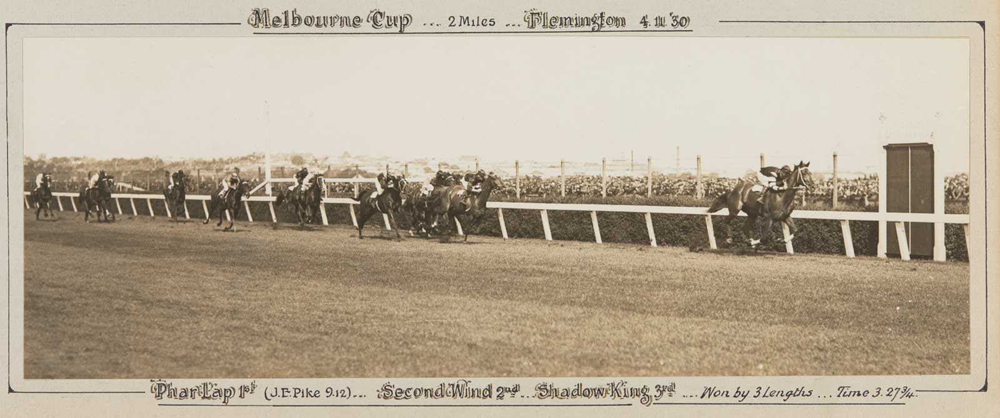 Melbourne Cup ... 2 Miles ... Flemington 4.11.'30
Phar Lap 1st (J.E. Pike 9.12)... Second Wind 2nd... Shadow King 3rd .... Won by 3 Lengths ... Time 3.27¾.